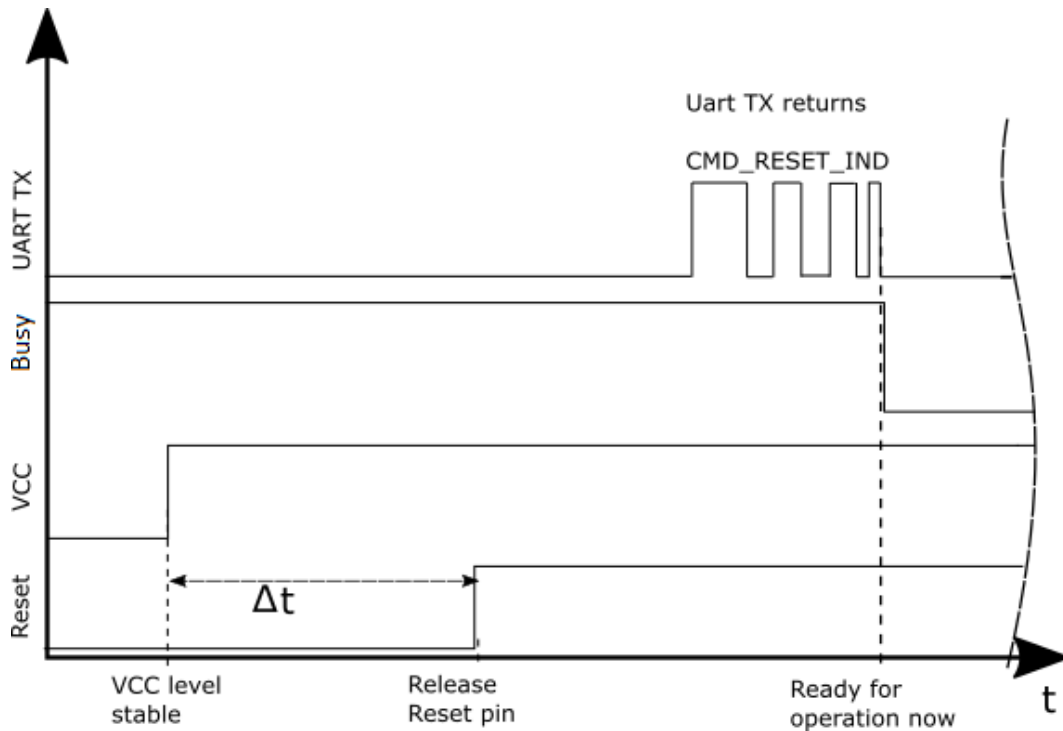 Uart TX returns
CMD_RESET_IND
UART TX
Busy
VCC
Reset
Δt
VCC level
stable
Release
Reset pin
Ready for
operation now
t